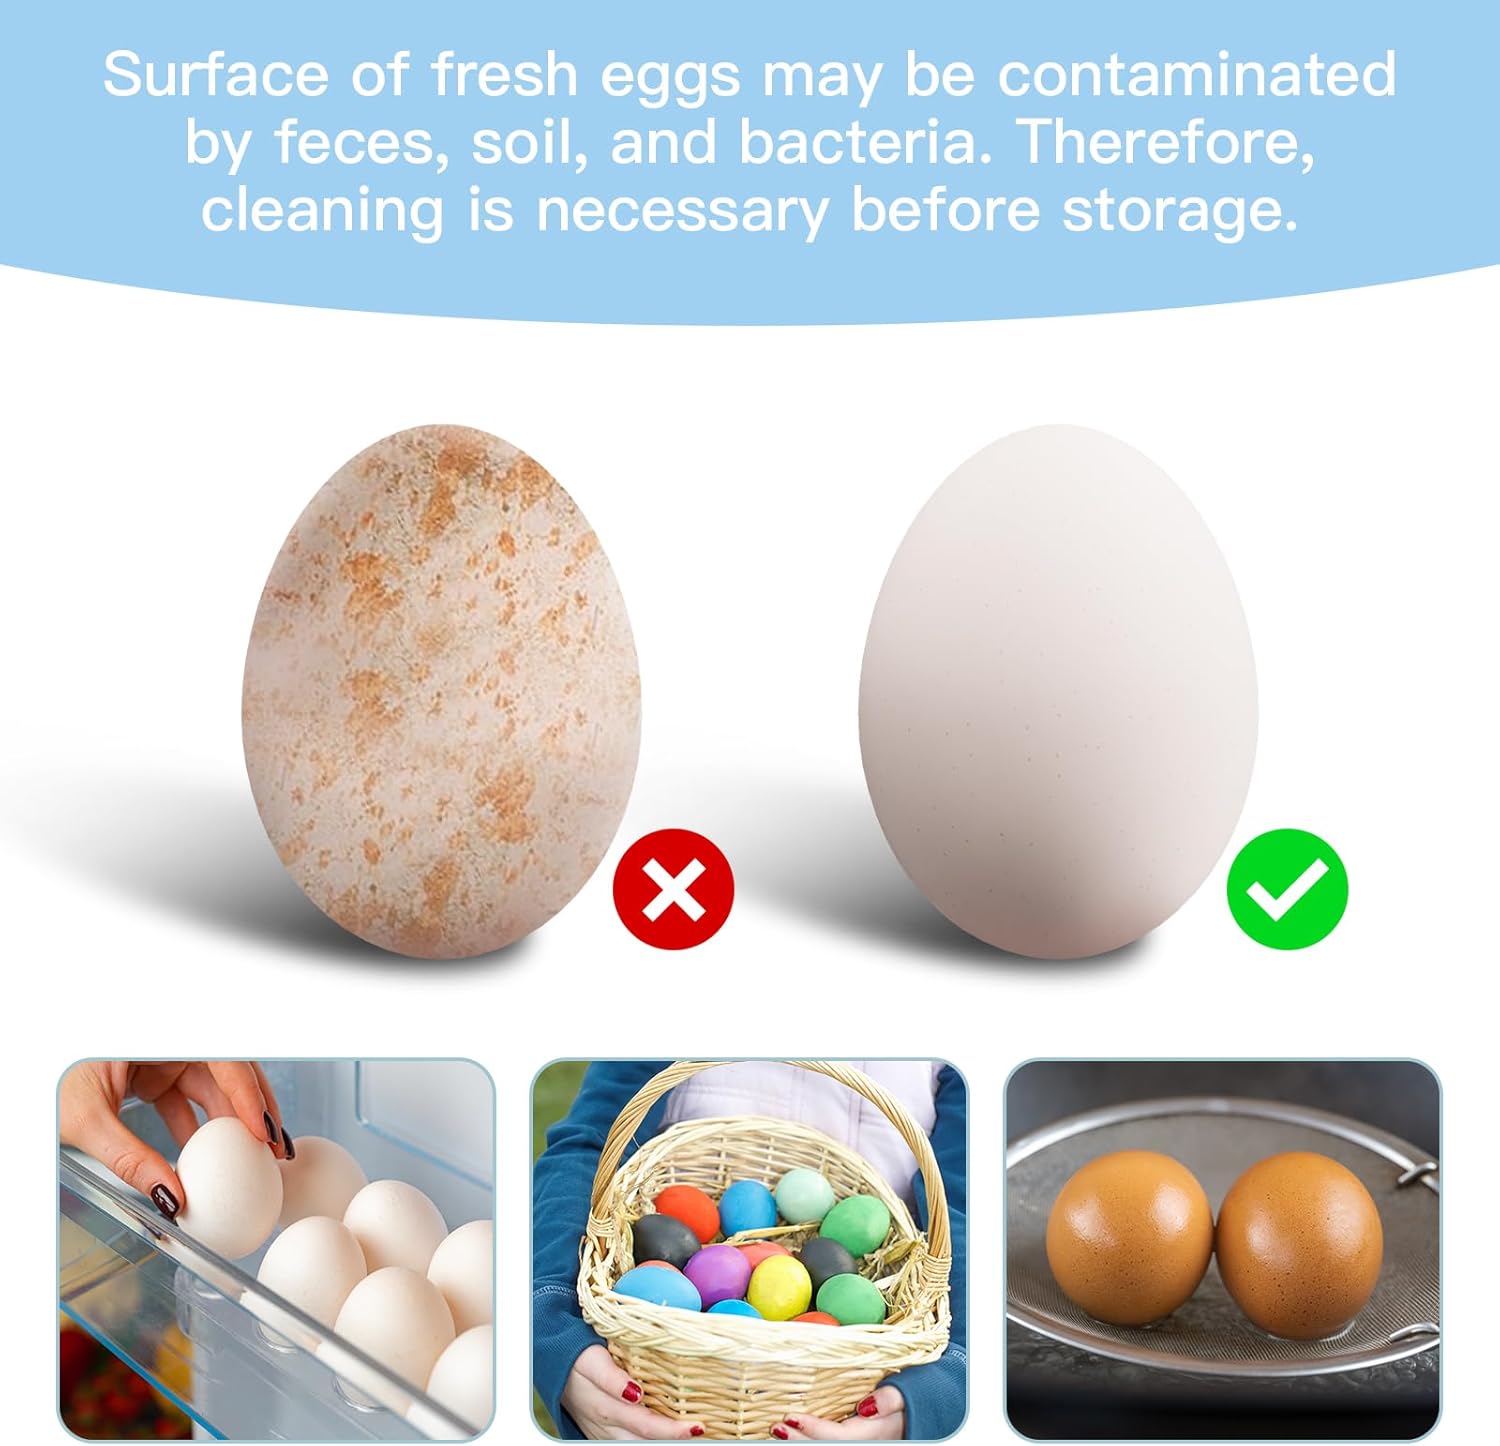 Surface of fresh eggs may be contaminated
by feces, soil, and bacteria. Therefore,
cleaning is necessary before storage.